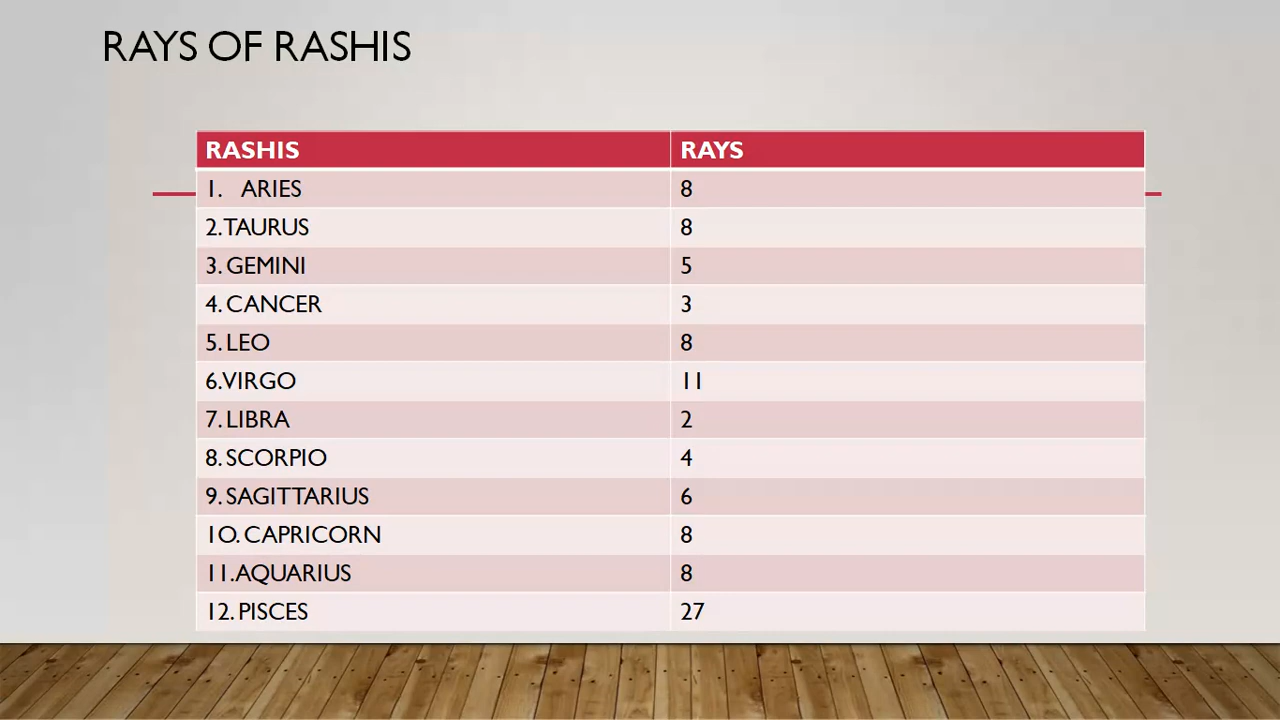 RAYS OF RASHIS
RASHIS RAYS
1. ARIES 8
2.TAURUS 8
3. GEMINI 5
4. CANCER 3
5. LEO 8
6.VIRGO 11
7. LIBRA 2
8. SCORPIO 4
9. SAGITTARIUS 6
1O. CAPRICORN 8
11.AQUARIUS 8
12. PISCES 27